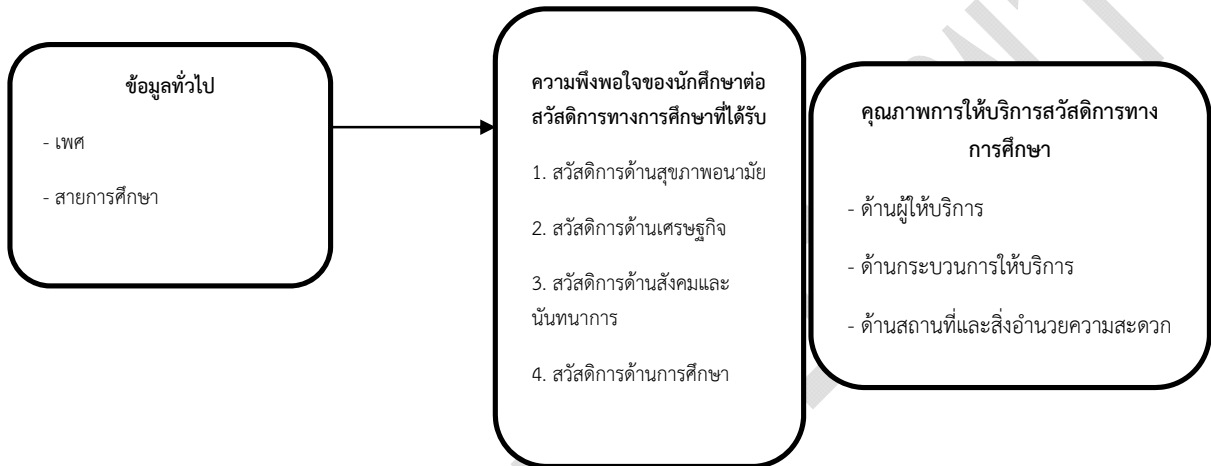 ข้อมูลทั่วไป
- เพศ
- สายการศึกษา
ความพึงพอใจของนักศึกษาต่อ
สวัสดิการทางการศึกษาที่ได้รับ
1. สวัสดิการด้านสุขภาพอนามัย
2. สวัสดิการด้านเศรษฐกิจ
3. สวัสดิการด้านสังคมและ
นันทนาการ
4. สวัสดิการด้านการศึกษา
คุณภาพการให้บริการสวัสดิการทาง
การศึกษา
- ด้านผู้ให้บริการ
- ด้านกระบวนการให้บริการ
- ด้านสถานที่และสิ่งอำนวยความสะดวก